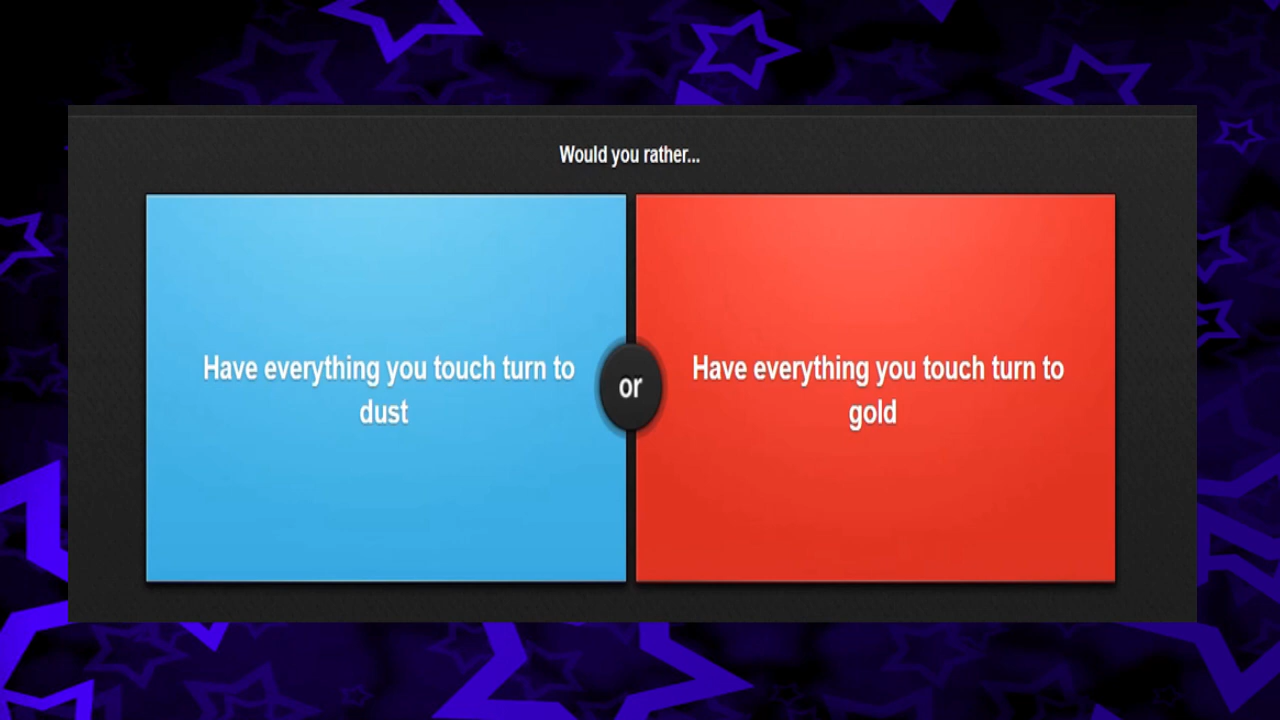 Would you rather...
Have everything you touch turn to
dust
or
Have everything you touch turn to
gold